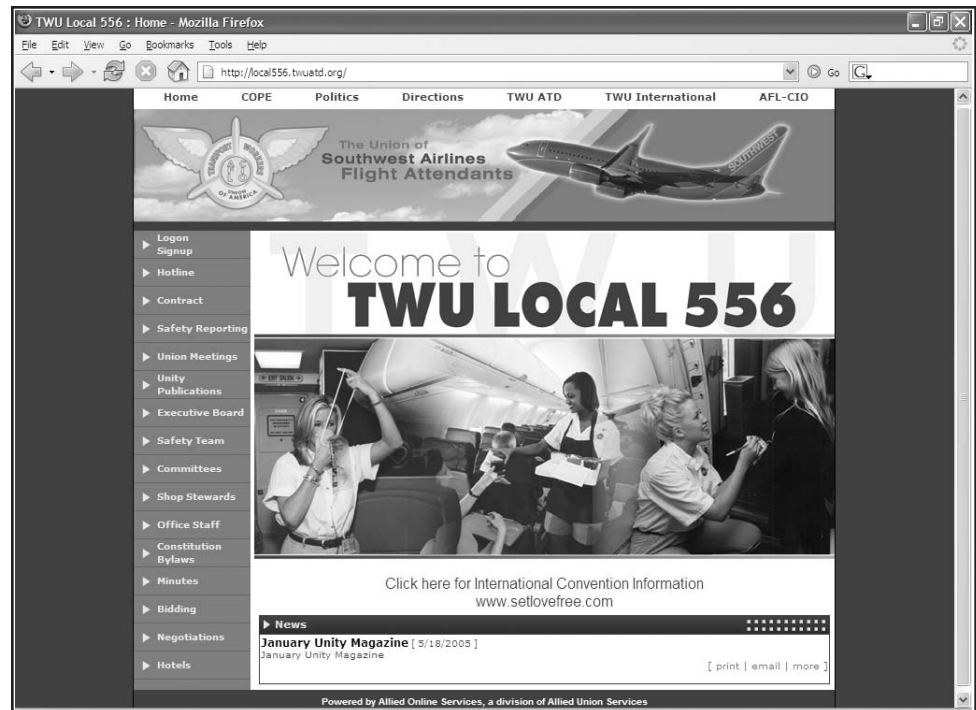 TWU Local 556 : Home - Mozilla Firefox
File Edit View Go Bookmarks Tools Help
http://local556.twuatd.org/ Go G
Home COPE Politics Directions TWU ATD TWU International AFL-CIO
TRANSPORT WORKERS
UNION
OF AMERICA
The Union of
Southwest Airlines
Flight Attendants
SOUTHWEST
Logon
Signup
Hotline
Contract
Safety Reporting
Union Meetings
Unity
Publications
Executive Board
Safety Team
Committees
Shop Stewards
Office Staff
Constitution
Bylaws
Minutes
Bidding
Negotiations
Hotels
TWU
Welcome to
TWU LOCAL 556
EXIT SALIDA
Click here for International Convention Information
www.setlovefree.com
News
January Unity Magazine [ 5/18/2005 ]
January Unity Magazine
[ print | email | more ]
Powered by Allied Online Services, a division of Allied Union Services